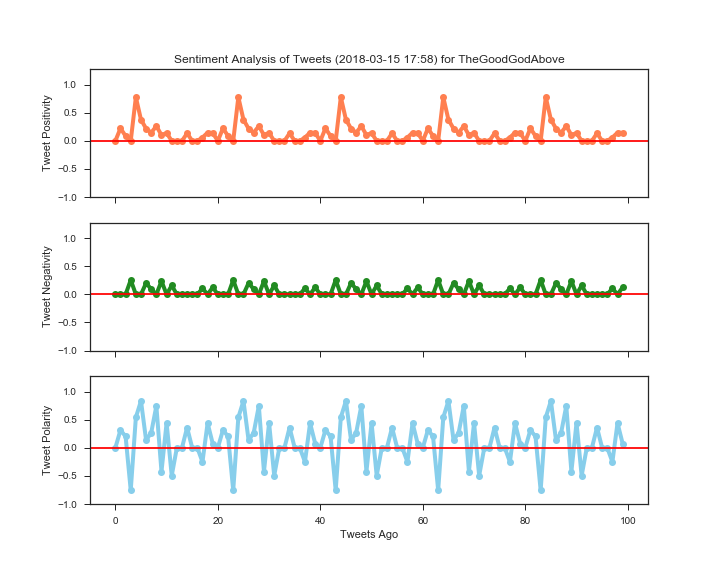 Sentiment Analysis of Tweets (2018-03-15 17:58) for TheGoodGodAbove
Tweet Positivity
1.0
0.5
0.0
−0.5
−1.0
Tweet Negativity
1.0
0.5
0.0
−0.5
−1.0
Tweet Polarity
1.0
0.5
0.0
−0.5
−1.0
0 20 40 60 80 100
Tweets Ago